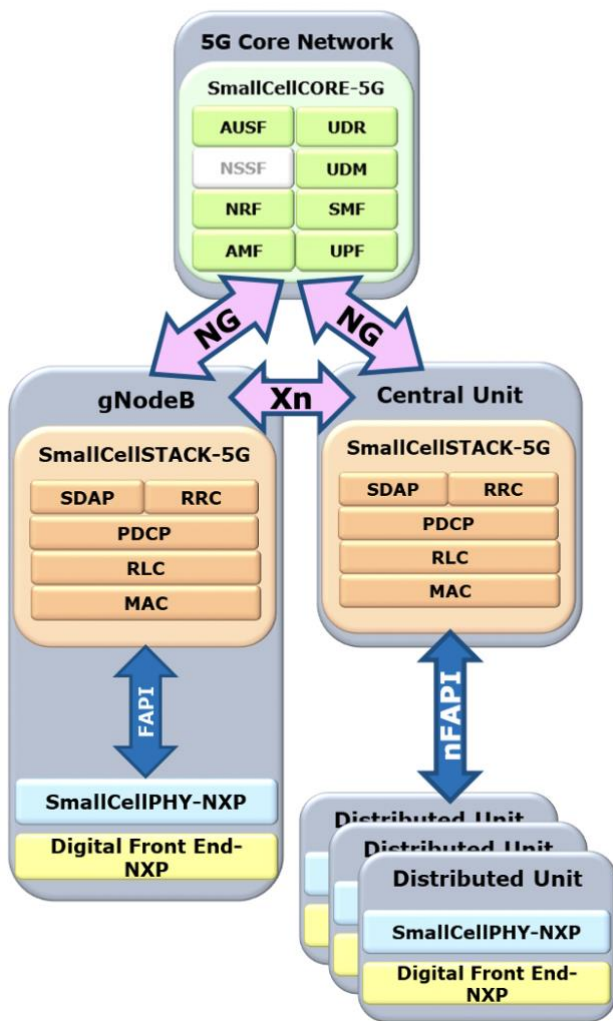 5G Core Network
SmallCellCORE-5G
AUSF
UDR
NSSF
UDM
NRF
SMF
AMF
UPF
NG
NG
Xn
gNodeB
SmallCellSTACK-5G
SDAP
RRC
PDCP
RLC
MAC
FAPI
SmallCellPHY-NXP
Digital Front End-
NXP
Central Unit
SmallCellSTACK-5G
SDAP
RRC
PDCP
RLC
MAC
nFAPI
Distributed Unit
Distributed Unit
Distributed Unit
SmallCellPHY-NXP
Digital Front End-
NXP